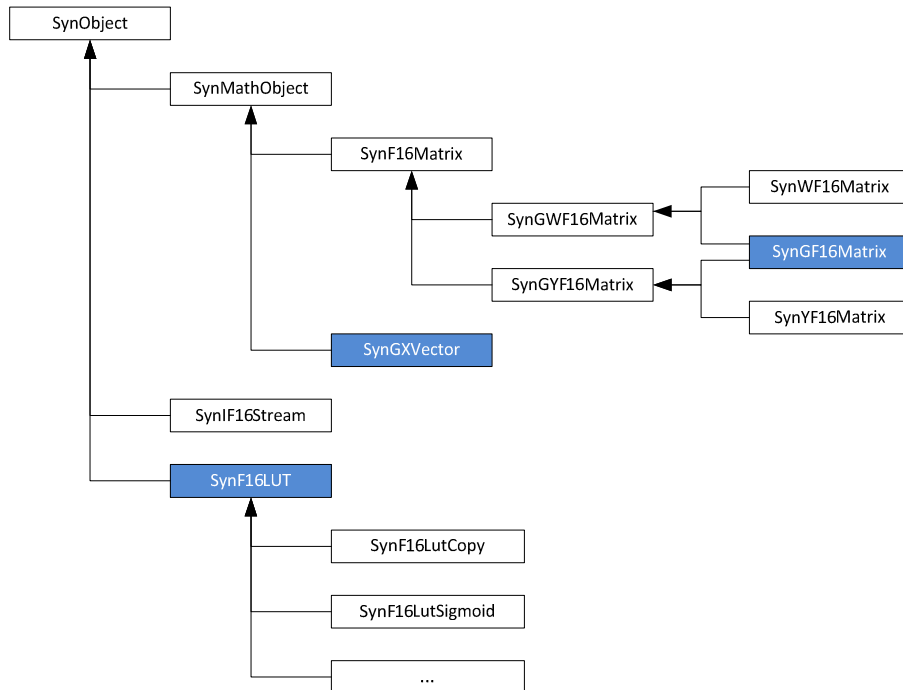 SynObject
SynMathObject
SynF16Matrix
SynWF16Matrix
SynGWF16Matrix
SynGF16Matrix
SynGYF16Matrix
SynYF16Matrix
SynGXVector
SynIF16Stream
SynF16LUT
SynF16LutCopy
SynF16LutSigmoid
...